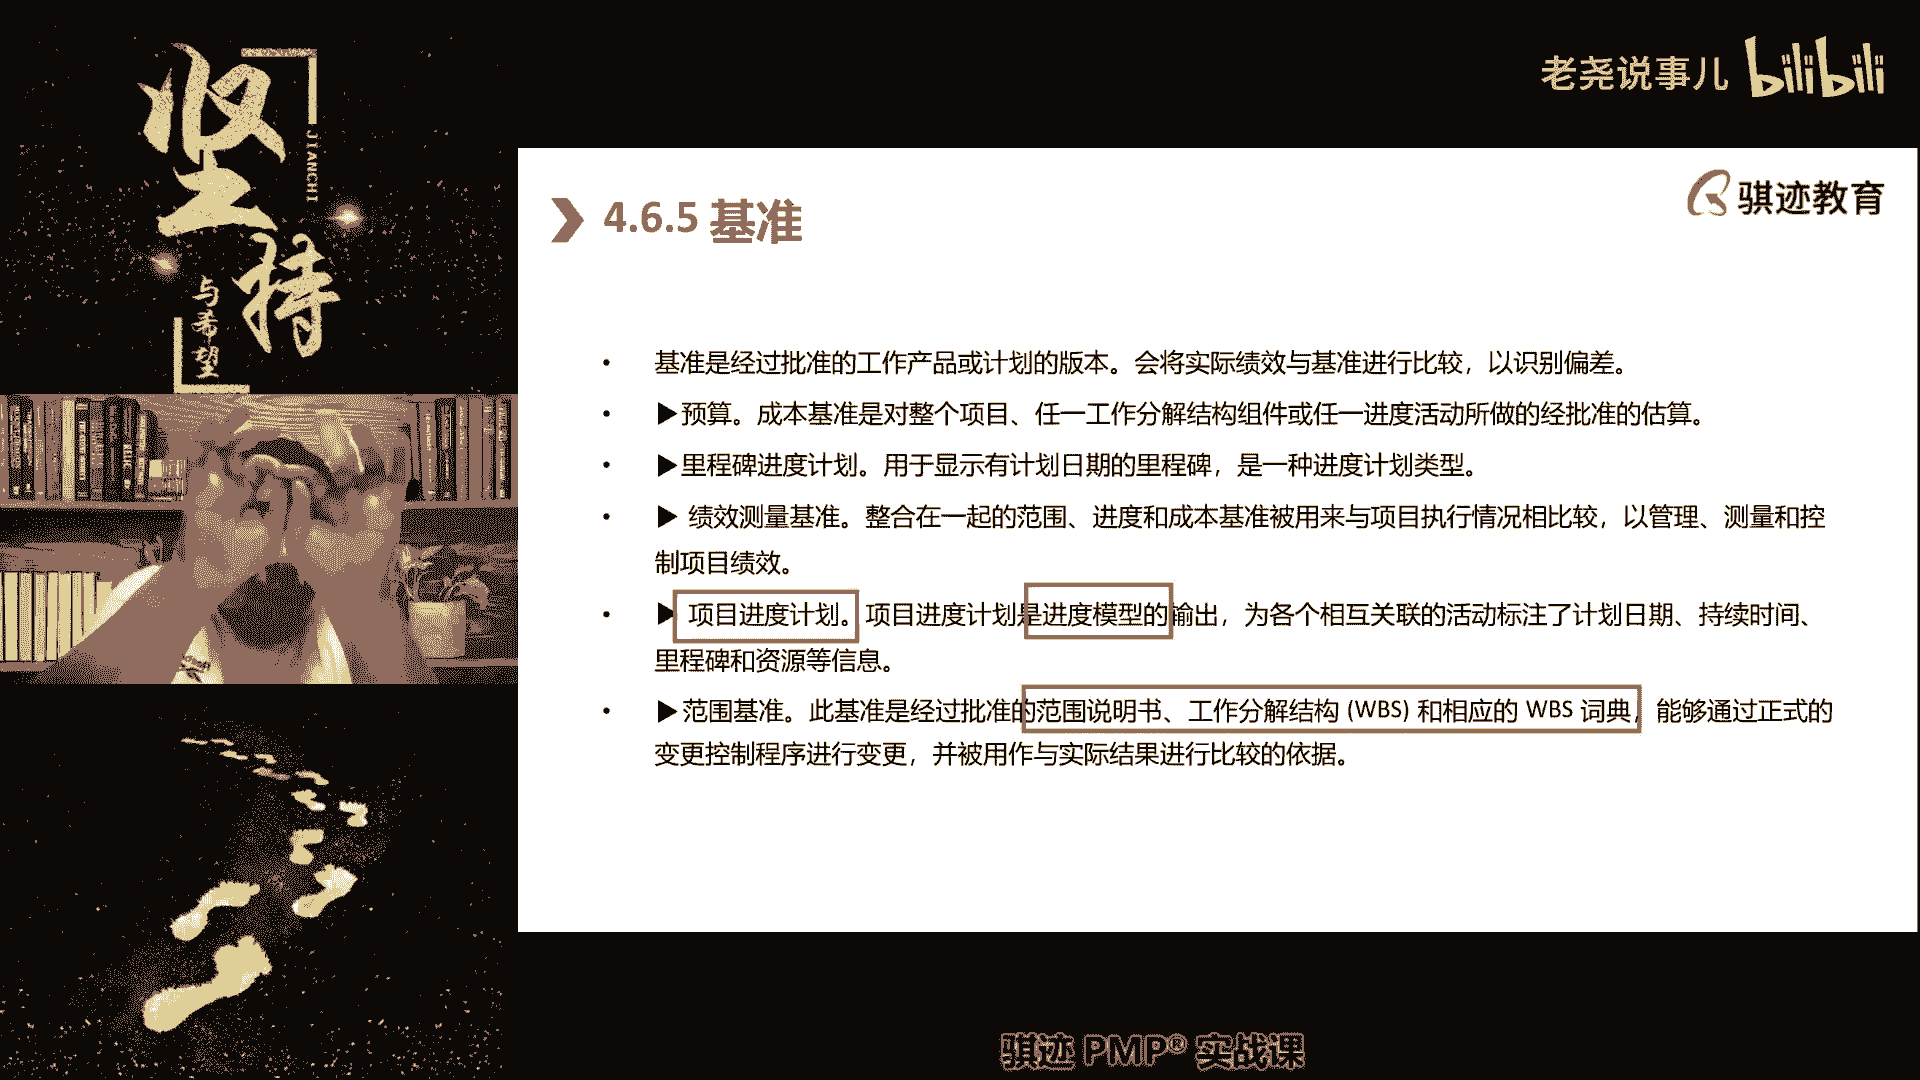 坚持
JIANCHI
与希望
老尧说事儿 bilibili
骐迹教育
4.6.5 基准
• 基准是经过批准的工作产品或计划的版本。会将实际绩效与基准进行比较，以识别偏差。
• ▶预算。成本基准是对整个项目、任一工作分解结构组件或任一进度活动所做的经批准的估算。
• ▶里程碑进度计划。用于显示有计划日期的里程碑，是一种进度计划类型。
• ▶ 绩效测量基准。整合在一起的范围、进度和成本基准被用来与项目执行情况相比较，以管理、测量和控
制项目绩效。
• ▶ 项目进度计划。项目进度计划是进度模型的输出，为各个相互关联的活动标注了计划日期、持续时间、
里程碑和资源等信息。
• ▶范围基准。此基准是经过批准的范围说明书、工作分解结构 (WBS) 和相应的 WBS 词典，能够通过正式的
变更控制程序进行变更，并被用作与实际结果进行比较的依据。
骐迹 PMP® 实战课